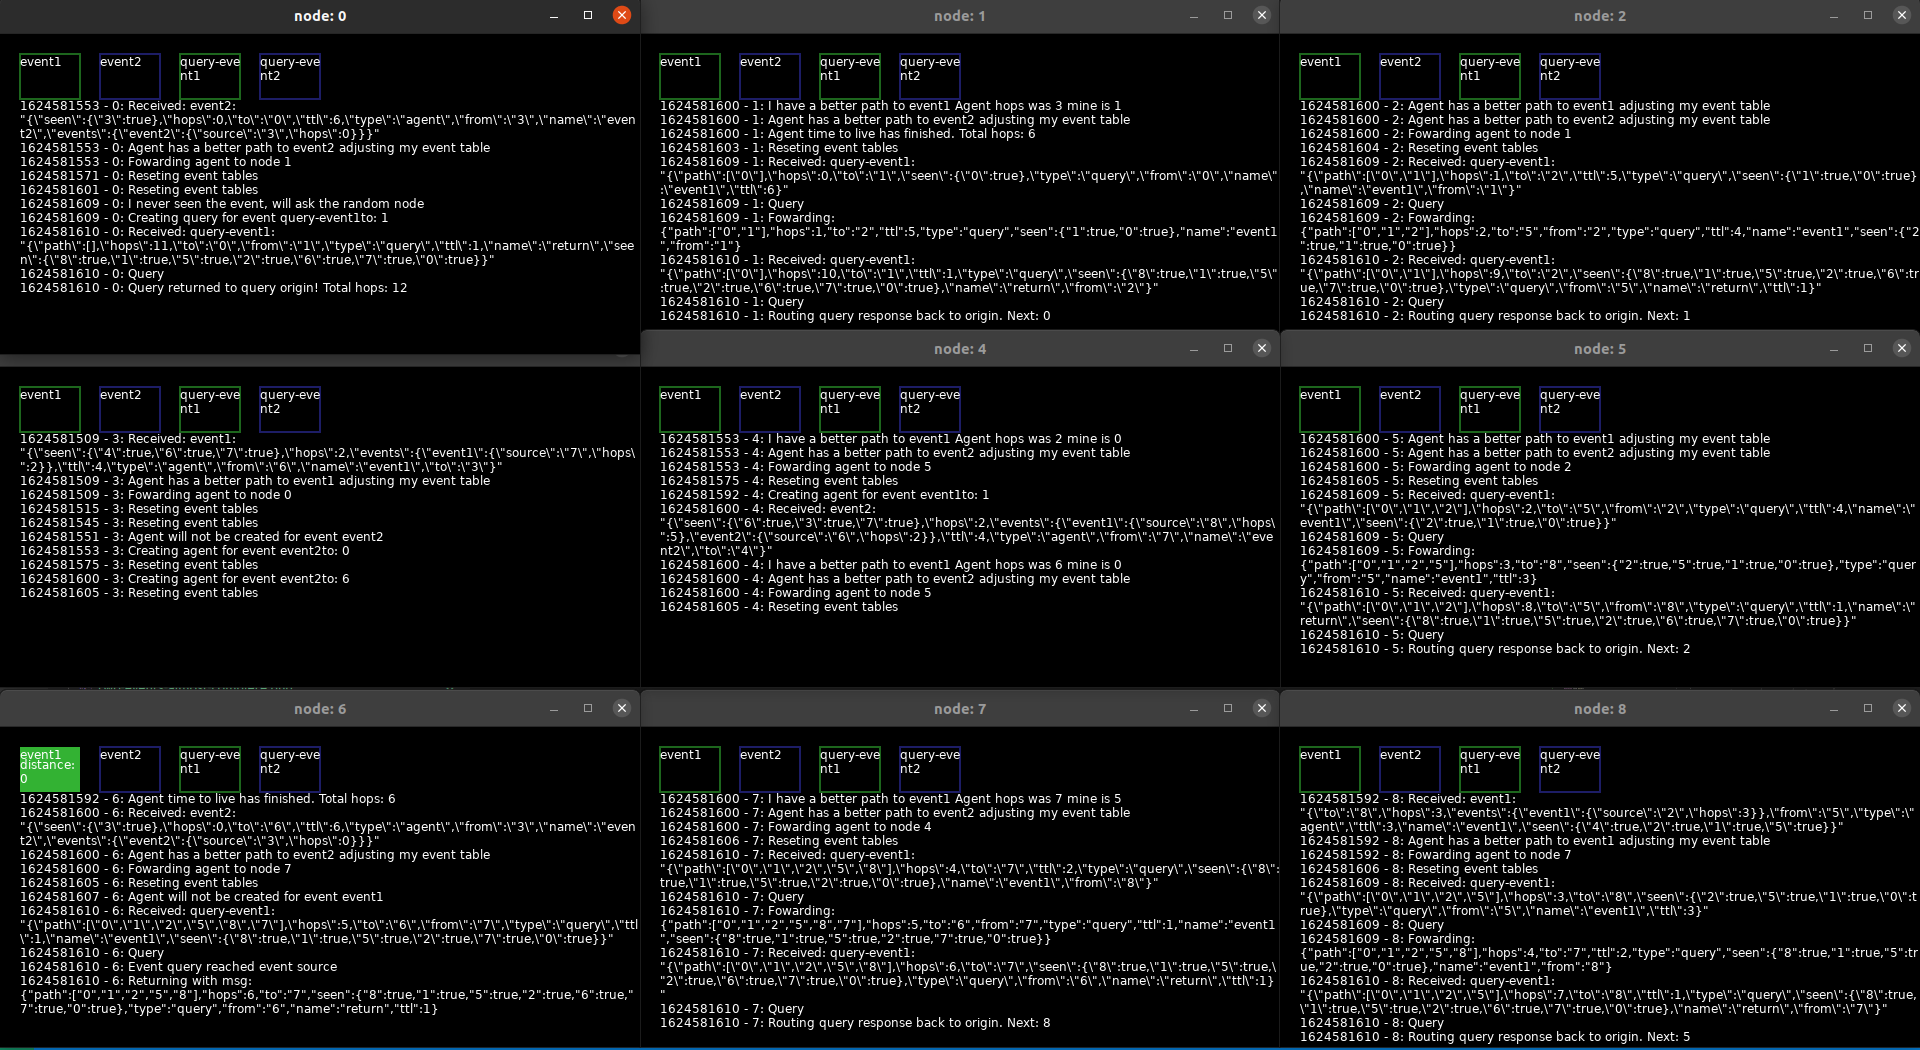 node: 0
event1
event2
query-eve
nt1
query-eve
nt2
1624581553 - 0: Received: event2:
"{\"seen\":{\"3\":true},\"hops\":0,\"to\":\"0\",\"ttl\":6,\"type\":\"agent\",\"from\":\"3\",\"name\":\"even
t2\",\"events\":{\"event2\":{\"source\":\"3\",\"hops\":0}}}"
1624581553 - 0: Agent has a better path to event2 adjusting my event table
1624581553 - 0: Fowarding agent to node 1
1624581571 - 0: Reseting event tables
1624581601 - 0: Reseting event tables
1624581609 - 0: I never seen the event, will ask the random node
1624581609 - 0: Creating query for event query-event1to: 1
1624581610 - 0: Received: query-event1:
"{\"path\":[],\"hops\":11,\"to\":\"0\",\"from\":\"1\",\"type\":\"query\",\"ttl\":1,\"name\":\"return\",\"see
n\":{\"8\":true,\"1\":true,\"5\":true,\"2\":true,\"6\":true,\"7\":true,\"0\":true}}"
1624581610 - 0: Query
1624581610 - 0: Query returned to query origin! Total hops: 12
node: 1
event1
event2
query-eve
nt1
query-eve
nt2
1624581600 - 1: I have a better path to event1 Agent hops was 3 mine is 1
1624581600 - 1: Agent has a better path to event2 adjusting my event table
1624581600 - 1: Agent time to live has finished. Total hops: 6
1624581603 - 1: Reseting event tables
1624581609 - 1: Received: query-event1:
"{\"path\":[\"0\"],\"hops\":0,\"to\":\"1\",\"seen\":{\"0\":true},\"type\":\"query\",\"from\":\"0\",\"name\"
:\"event1\",\"ttl\":6}"
1624581609 - 1: Query
1624581609 - 1: Fowarding:
{"path":["0","1"],"hops":1,"to":"2","ttl":5,"type":"query","seen":{"1":true,"0":true},"name":"event1
","from":"1"}
1624581610 - 1: Received: query-event1:
"{\"path\":[\"0\"],\"hops\":10,\"to\":\"1\",\"ttl\":1,\"type\":\"query\",\"seen\":{\"8\":true,\"1\":true,\"5\"
:true,\"2\":true,\"6\":true,\"7\":true,\"0\":true},\"name\":\"return\",\"from\":\"2\"}"
1624581610 - 1: Query
1624581610 - 1: Routing query response back to origin. Next: 0
node: 2
event1
event2
query-eve
nt1
query-eve
nt2
1624581600 - 2: Agent has a better path to event1 adjusting my event table
1624581600 - 2: Agent has a better path to event2 adjusting my event table
1624581600 - 2: Fowarding agent to node 1
1624581604 - 2: Reseting event tables
1624581609 - 2: Received: query-event1:
"{\"path\":[\"0\",\"1\"],\"hops\":1,\"to\":\"2\",\"ttl\":5,\"type\":\"query\",\"seen\":{\"1\":true,\"0\":true}
,\"name\":\"event1\",\"from\":\"1\"}"
1624581609 - 2: Query
1624581609 - 2: Fowarding:
{"path":["0","1","2"],"hops":2,"to":"5","from":"2","type":"query","ttl":4,"name":"event1","seen":{"2
":true,"1":true,"0":true}}
1624581610 - 2: Received: query-event1:
"{\"path\":[\"0\",\"1\"],\"hops\":9,\"to\":\"2\",\"seen\":{\"8\":true,\"1\":true,\"5\":true,\"2\":true,\"6\":tr
ue,\"7\":true,\"0\":true},\"type\":\"query\",\"from\":\"5\",\"name\":\"return\",\"ttl\":1}"
1624581610 - 2: Query
1624581610 - 2: Routing query response back to origin. Next: 1
event1
event2
query-eve
nt1
query-eve
nt2
1624581509 - 3: Received: event1:
"{\"seen\":{\"4\":true,\"6\":true,\"7\":true},\"hops\":2,\"events\":{\"event1\":{\"source\":\"7\",\"hops\"
:2}},\"ttl\":4,\"type\":\"agent\",\"from\":\"6\",\"name\":\"event1\",\"to\":\"3\"}"
1624581509 - 3: Agent has a better path to event1 adjusting my event table
1624581509 - 3: Fowarding agent to node 0
1624581515 - 3: Reseting event tables
1624581545 - 3: Reseting event tables
1624581551 - 3: Agent will not be created for event event2
1624581553 - 3: Creating agent for event event2to: 0
1624581575 - 3: Reseting event tables
1624581600 - 3: Creating agent for event event2to: 6
1624581605 - 3: Reseting event tables
node: 4
event1
event2
query-eve
nt1
query-eve
nt2
1624581553 - 4: I have a better path to event1 Agent hops was 2 mine is 0
1624581553 - 4: Agent has a better path to event2 adjusting my event table
1624581553 - 4: Fowarding agent to node 5
1624581575 - 4: Reseting event tables
1624581592 - 4: Creating agent for event event1to: 1
1624581600 - 4: Received: event2:
"{\"seen\":{\"6\":true,\"3\":true,\"7\":true},\"hops\":2,\"events\":{\"event1\":{\"source\":\"8\",\"hops\"
:5},\"event2\":{\"source\":\"6\",\"hops\":2}},\"ttl\":4,\"type\":\"agent\",\"from\":\"7\",\"name\":\"eve
nt2\",\"to\":\"4\"}"
1624581600 - 4: I have a better path to event1 Agent hops was 6 mine is 0
1624581600 - 4: Agent has a better path to event2 adjusting my event table
1624581600 - 4: Fowarding agent to node 5
1624581605 - 4: Reseting event tables
node: 5
event1
event2
query-eve
nt1
query-eve
nt2
1624581600 - 5: Agent has a better path to event1 adjusting my event table
1624581600 - 5: Agent has a better path to event2 adjusting my event table
1624581600 - 5: Fowarding agent to node 2
1624581605 - 5: Reseting event tables
1624581609 - 5: Received: query-event1:
"{\"path\":[\"0\",\"1\",\"2\"],\"hops\":2,\"to\":\"5\",\"from\":\"2\",\"type\":\"query\",\"ttl\":4,\"name\":\"
event1\",\"seen\":{\"2\":true,\"1\":true,\"0\":true}}"
1624581609 - 5: Query
1624581609 - 5: Fowarding:
{"path":["0","1","2","5"],"hops":3,"to":"8","seen":{"2":true,"5":true,"1":true,"0":true},"type":"quer
y","from":"5","name":"event1","ttl":3}
1624581610 - 5: Received: query-event1:
"{\"path\":[\"0\",\"1\",\"2\"],\"hops\":8,\"to\":\"5\",\"from\":\"8\",\"type\":\"query\",\"ttl\":1,\"name\":\"
return\",\"seen\":{\"8\":true,\"1\":true,\"5\":true,\"2\":true,\"6\":true,\"7\":true,\"0\":true}}"
1624581610 - 5: Query
1624581610 - 5: Routing query response back to origin. Next: 2
node: 6
event1
distance:
0
event2
query-eve
nt1
query-eve
nt2
1624581592 - 6: Agent time to live has finished. Total hops: 6
1624581600 - 6: Received: event2:
"{\"seen\":{\"3\":true},\"hops\":0,\"to\":\"6\",\"ttl\":6,\"type\":\"agent\",\"from\":\"3\",\"name\":\"even
t2\",\"events\":{\"event2\":{\"source\":\"3\",\"hops\":0}}}"
1624581600 - 6: Agent has a better path to event2 adjusting my event table
1624581600 - 6: Fowarding agent to node 7
1624581605 - 6: Reseting event tables
1624581607 - 6: Agent will not be created for event event1
1624581610 - 6: Received: query-event1:
"{\"path\":[\"0\",\"1\",\"2\",\"5\",\"8\",\"7\"],\"hops\":5,\"to\":\"6\",\"from\":\"7\",\"type\":\"query\",\"ttl
\":1,\"name\":\"event1\",\"seen\":{\"8\":true,\"1\":true,\"5\":true,\"2\":true,\"7\":true,\"0\":true}}"
1624581610 - 6: Query
1624581610 - 6: Event query reached event source
1624581610 - 6: Returning with msg:
{"path":["0","1","2","5","8"],"hops":6,"to":"7","seen":{"8":true,"1":true,"5":true,"2":true,"6":true,"
7":true,"0":true},"type":"query","from":"6","name":"return","ttl":1}
node: 7
event1
event2
query-eve
nt1
query-eve
nt2
1624581600 - 7: I have a better path to event1 Agent hops was 7 mine is 5
1624581600 - 7: Agent has a better path to event2 adjusting my event table
1624581600 - 7: Fowarding agent to node 4
1624581606 - 7: Reseting event tables
1624581610 - 7: Received: query-event1:
"{\"path\":[\"0\",\"1\",\"2\",\"5\",\"8\"],\"hops\":4,\"to\":\"7\",\"ttl\":2,\"type\":\"query\",\"seen\":{\"8\":
true,\"1\":true,\"5\":true,\"2\":true,\"0\":true},\"name\":\"event1\",\"from\":\"8\"}"
1624581610 - 7: Query
1624581610 - 7: Fowarding:
{"path":["0","1","2","5","8","7"],"hops":5,"to":"6","from":"7","type":"query","ttl":1,"name":"event1
","seen":{"8":true,"1":true,"5":true,"2":true,"7":true,"0":true}}
1624581610 - 7: Received: query-event1:
"{\"path\":[\"0\",\"1\",\"2\",\"5\",\"8\"],\"hops\":6,\"to\":\"7\",\"seen\":{\"8\":true,\"1\":true,\"5\":true,\
"2\":true,\"6\":true,\"7\":true,\"0\":true},\"type\":\"query\",\"from\":\"6\",\"name\":\"return\",\"ttl\":1}
"
1624581610 - 7: Query
1624581610 - 7: Routing query response back to origin. Next: 8
node: 8
event1
event2
query-eve
nt1
query-eve
nt2
1624581592 - 8: Received: event1:
"{\"to\":\"8\",\"hops\":3,\"events\":{\"event1\":{\"source\":\"2\",\"hops\":3}},\"from\":\"5\",\"type\":\"
agent\",\"ttl\":3,\"name\":\"event1\",\"seen\":{\"4\":true,\"2\":true,\"1\":true,\"5\":true}}"
1624581592 - 8: Agent has a better path to event1 adjusting my event table
1624581592 - 8: Fowarding agent to node 7
1624581606 - 8: Reseting event tables
1624581609 - 8: Received: query-event1:
"{\"path\":[\"0\",\"1\",\"2\",\"5\"],\"hops\":3,\"to\":\"8\",\"seen\":{\"2\":true,\"5\":true,\"1\":true,\"0\":t
rue},\"type\":\"query\",\"from\":\"5\",\"name\":\"event1\",\"ttl\":3}"
1624581609 - 8: Query
1624581609 - 8: Fowarding:
{"path":["0","1","2","5","8"],"hops":4,"to":"7","ttl":2,"type":"query","seen":{"8":true,"1":true,"5":tr
ue,"2":true,"0":true},"name":"event1","from":"8"}
1624581610 - 8: Received: query-event1:
"{\"path\":[\"0\",\"1\",\"2\",\"5\"],\"hops\":7,\"to\":\"8\",\"ttl\":1,\"type\":\"query\",\"seen\":{\"8\":true,
\"1\":true,\"5\":true,\"2\":true,\"6\":true,\"7\":true,\"0\":true},\"name\":\"return\",\"from\":\"7\"}"
1624581610 - 8: Query
1624581610 - 8: Routing query response back to origin. Next: 5